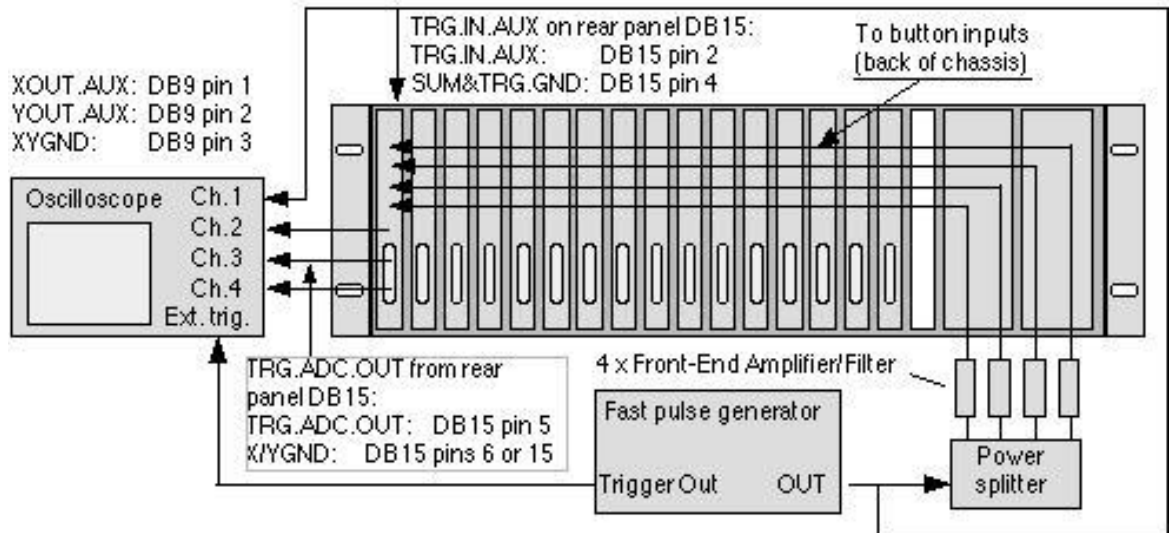 TRG.IN.AUX on rear panel DB15:
TRG.IN.AUX: DB15 pin 2
SUM&TRG.GND: DB15 pin 4
To button inputs
(back of chassis)
XOUT.AUX: DB9 pin 1
YOUT.AUX: DB9 pin 2
XYGND: DB9 pin 3
Oscilloscope
Ch.1
Ch.2
Ch.3
Ch.4
Ext.trig.
TRG.ADC.OUT from rear
panel DB15:
TRG.ADC.OUT: DB15 pin 5
X/YGND: DB15 pins 6 or 15
4 x Front-End Amplifier/Filter
Fast pulse generator
Trigger Out
OUT
Power
splitter